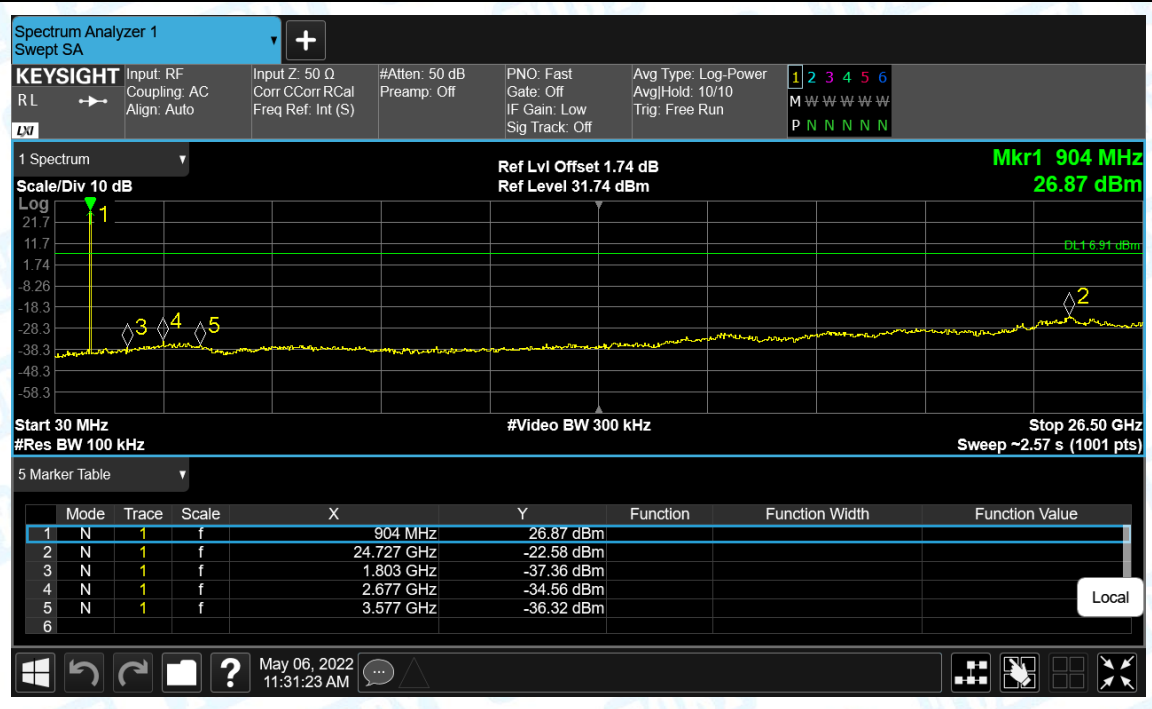 Spectrum Analyzer 1
Swept SA
KEYSIGHT
R L
LXI
Input: RF
Coupling: AC
Align: Auto
Input Z: 50 Ω
Corr CCorr RCal
Freq Ref: Int (S)
#Atten: 50 dB
Preamp: Off
PNO: Fast
Gate: Off
IF Gain: Low
Sig Track: Off
Avg Type: Log-Power
Avg|Hold: 10/10
Trig: Free Run
1 2 3 4 5 6
M W W W W W
P N N N N N
1 Spectrum
Scale/Div 10 dB
Ref Lvl Offset 1.74 dB
Ref Level 31.74 dBm
Mkr1 904 MHz
26.87 dBm
Log
21.7
11.7
1.74
-8.26
-18.3
-28.3
-38.3
-48.3
-58.3
1
3
4
5
2
DL1 6.91 dBm
Start 30 MHz
#Res BW 100 kHz
#Video BW 300 kHz
Stop 26.50 GHz
Sweep ~2.57 s (1001 pts)
5 Marker Table
Mode Trace Scale X Y Function Function Width Function Value
1 N 1 f 904 MHz 26.87 dBm
2 N 1 f 24.727 GHz -22.58 dBm
3 N 1 f 1.803 GHz -37.36 dBm
4 N 1 f 2.677 GHz -34.56 dBm
5 N 1 f 3.577 GHz -36.32 dBm
6
Local
?
May 06, 2022
11:31:23 AM